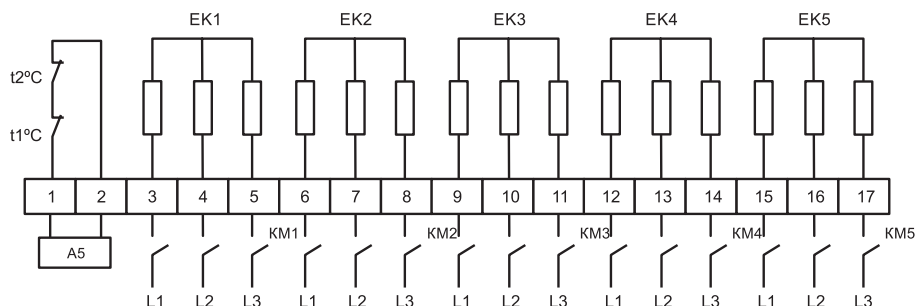 EK1 EK2 EK3 EK4 EK5
t2ºC
t1ºC
1 2 3 4 5 6 7 8 9 10 11 12 13 14 15 16 17
A5 KM1 KM2 KM3 KM4 KM5
L1 L2 L3 L1 L2 L3 L1 L2 L3 L1 L2 L3 L1 L2 L3